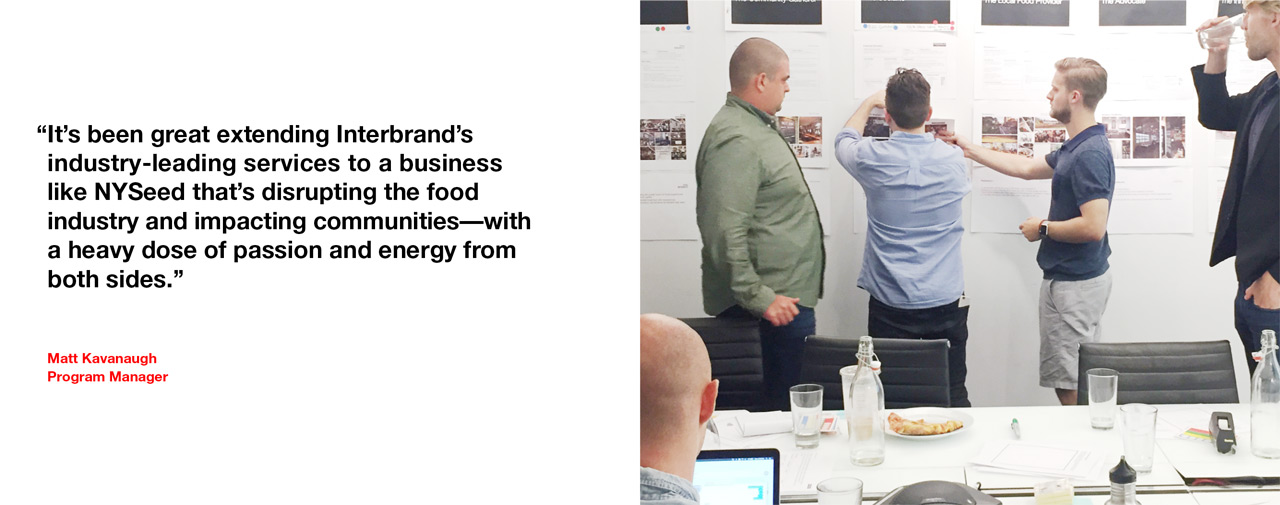 “It’s been great extending Interbrand’s
industry-leading services to a business
like NYSeed that’s disrupting the food
industry and impacting communities—with
a heavy dose of passion and energy from
both sides.”
Matt Kavanaugh
Program Manager
The Local Food Provider
The Advocate